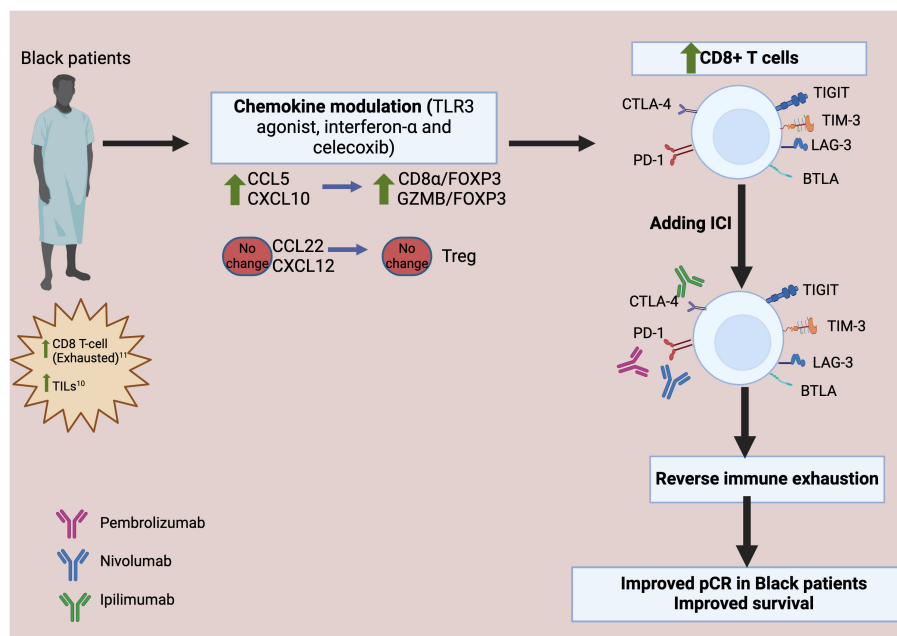 Black patients
CD8 T-cell
(Exhausted)¹¹
TILs¹⁰
Chemokine modulation (TLR3
agonist, interferon-α and
celecoxib)
CCL5
CXCL10
CD8α/FOXP3
GZMB/FOXP3
No
change
CCL22
CXCL12
No
change
Treg
CD8+ T cells
CTLA-4
TIGIT
TIM-3
LAG-3
PD-1
BTLA
Adding ICI
CTLA-4
TIGIT
PD-1
TIM-3
LAG-3
BTLA
Reverse immune exhaustion
Improved pCR in Black patients
Improved survival
Pembrolizumab
Nivolumab
Ipilimumab